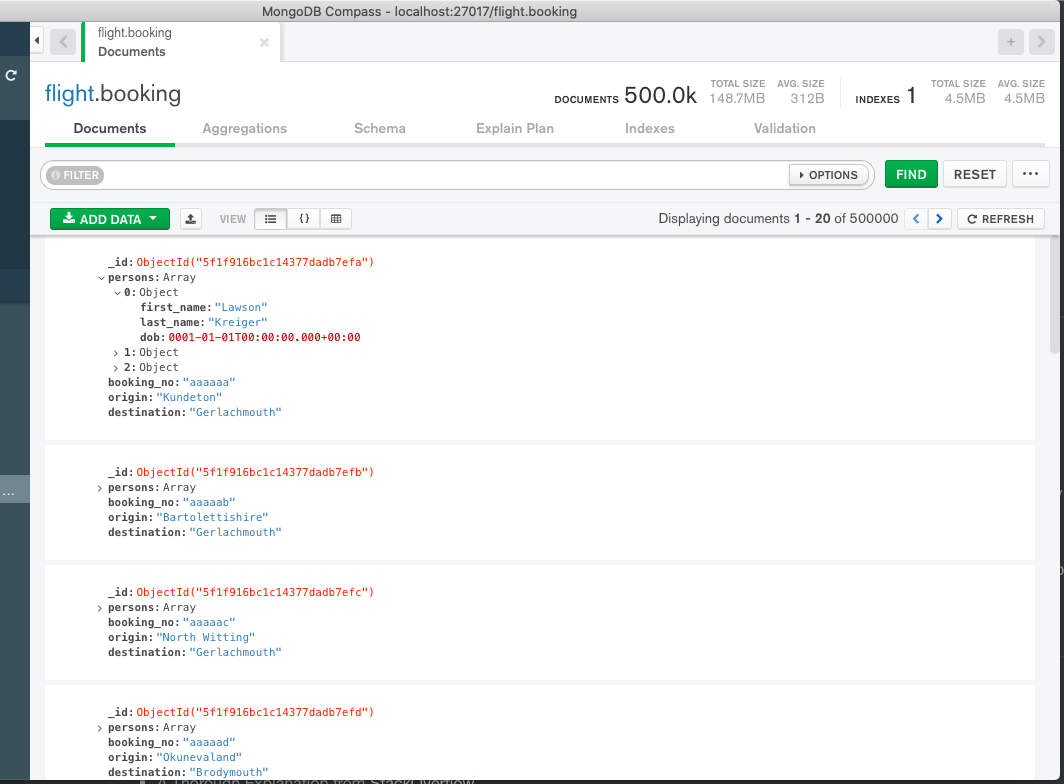 MongoDB Compass - localhost:27017/flight.booking
flight.booking
Documents
flight.booking
DOCUMENTS 500.0k TOTAL SIZE 148.7MB AVG. SIZE 312B INDEXES 1 TOTAL SIZE 4.5MB AVG. SIZE 4.5MB
Documents Aggregations Schema Explain Plan Indexes Validation
FILTER OPTIONS FIND RESET ...
ADD DATA VIEW {} Displaying documents 1 - 20 of 500000 < > REFRESH
_id: ObjectId("5f1f916bc1c14377dadb7efa")
persons: Array
0: Object
first_name: "Lawson"
last_name: "Kreiger"
dob: 0001-01-01T00:00:00.000+00:00
1: Object
2: Object
booking_no: "aaaaaa"
origin: "Kundeton"
destination: "Gerlachmouth"
_id: ObjectId("5f1f916bc1c14377dadb7efb")
persons: Array
booking_no: "aaaaab"
origin: "Bartolettishire"
destination: "Gerlachmouth"
...
_id: ObjectId("5f1f916bc1c14377dadb7efc")
persons: Array
booking_no: "aaaaac"
origin: "North Witting"
destination: "Gerlachmouth"
_id: ObjectId("5f1f916bc1c14377dadb7efd")
persons: Array
booking_no: "aaaaad"
origin: "Okunevaland"
destination: "Brodymouth"
A Thorough Explanation from StackOverflow